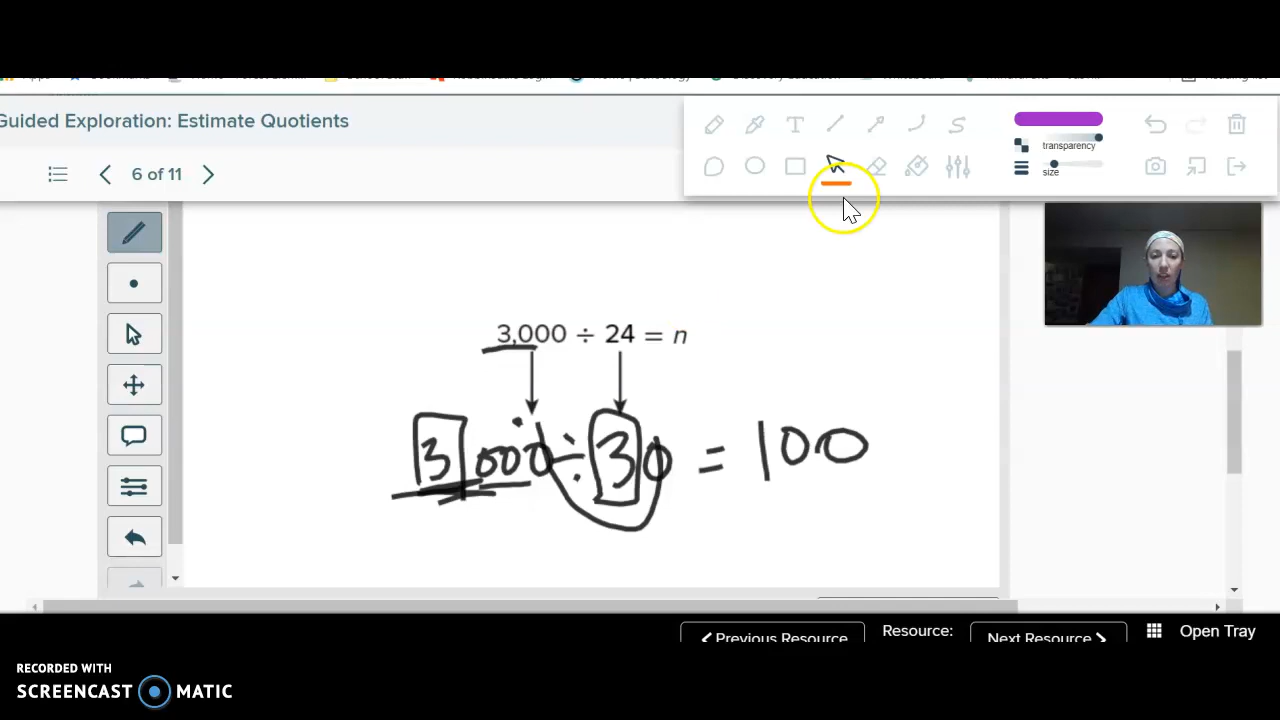 Guided Exploration: Estimate Quotients
6 of 11
T
transparency
size
3,000 ÷ 24 = n
3000 ÷ 30 = 100
Previous Resource
Resource:
Next Resource
Open Tray
RECORDED WITH
SCREENCAST MATIC